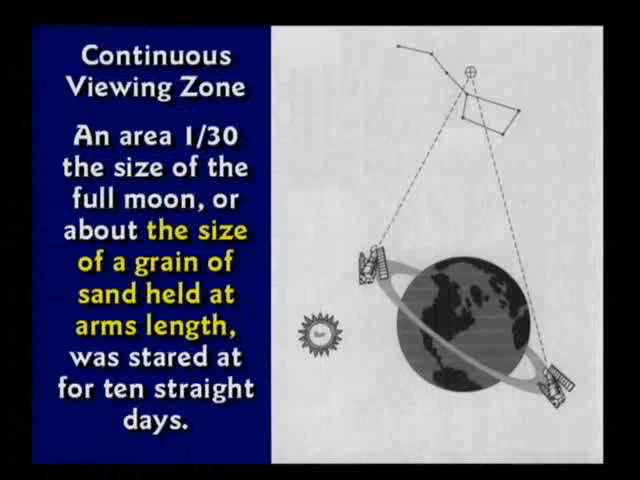 Continuous
Viewing Zone
An area 1/30
the size of the
full moon, or
about the size
of a grain of
sand held at
arms length,
was stared at
for ten straight
days.
Sun